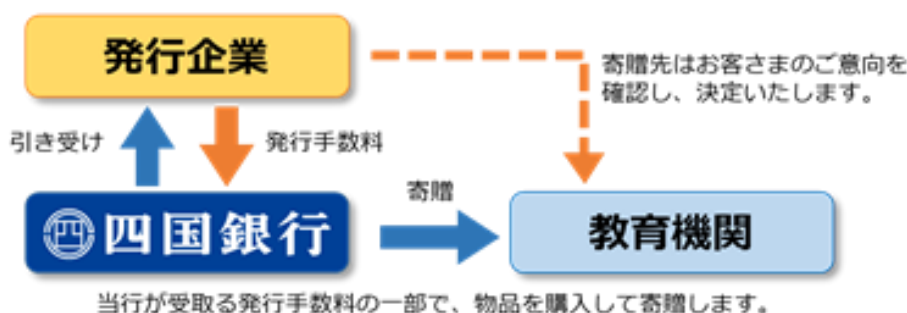 発行企業
寄贈先はお客さまのご意向を
確認し、決定いたします。
引き受け
発行手数料
四国銀行
寄贈
教育機関
当行が受取る発行手数料の一部で、物品を購入して寄贈します。